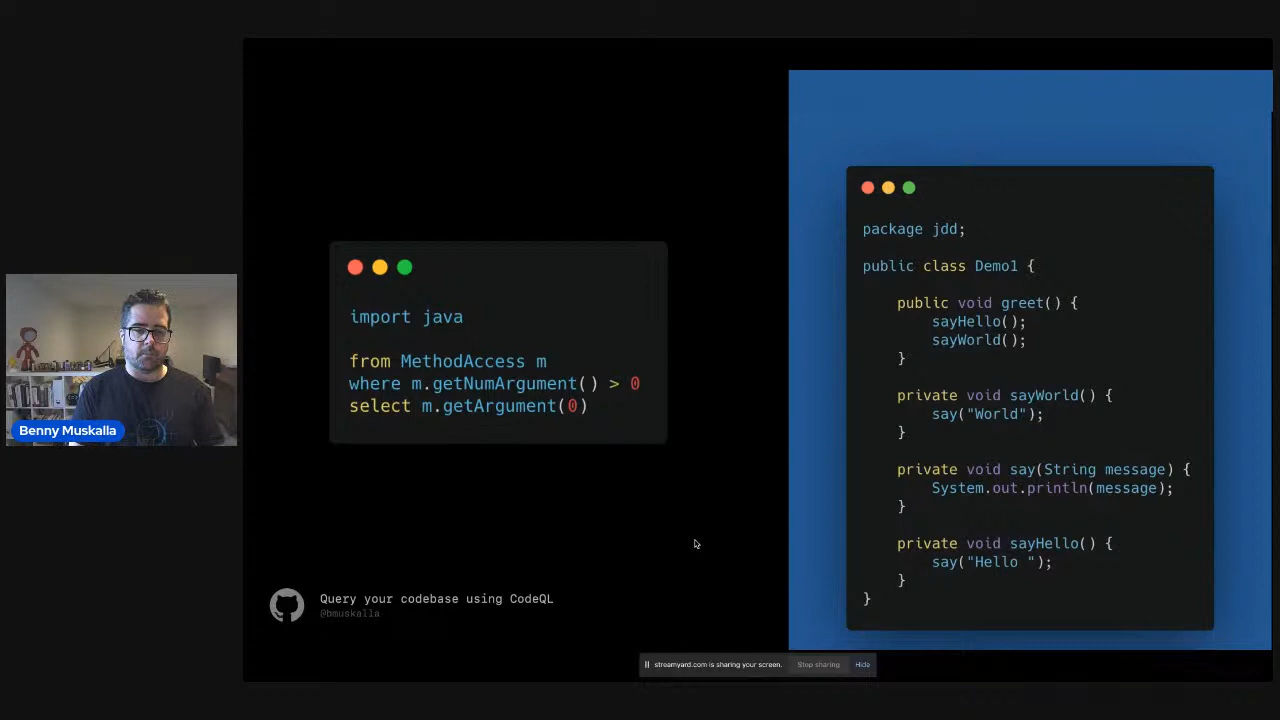 import java
from MethodAccess m
where m.getNumArgument() > 0
select m.getArgument(0)
package jdd;
public class Demo1 {
public void greet() {
sayHello();
sayWorld();
}
private void sayWorld() {
say("World");
}
private void say(String message) {
System.out.println(message);
}
private void sayHello() {
say("Hello ");
}
}
Benny Muskalla
Query your codebase using CodeQL
@bmuskalla
streamyard.com is sharing your screen.
Stop sharing
Hide